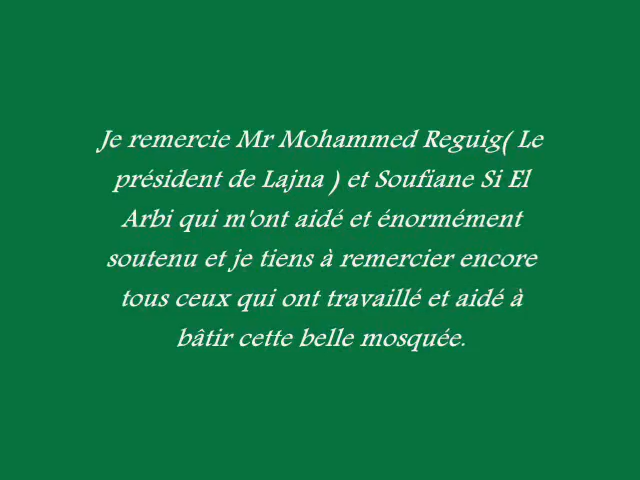 Je remercie Mr Mohammed Reguig( Le
président de Lajna ) et Soufiane Si El
Arbi qui m'ont aidé et énormément
soutenu et je tiens à remercier encore
tous ceux qui ont travaillé et aidé à
bâtir cette belle mosquée.